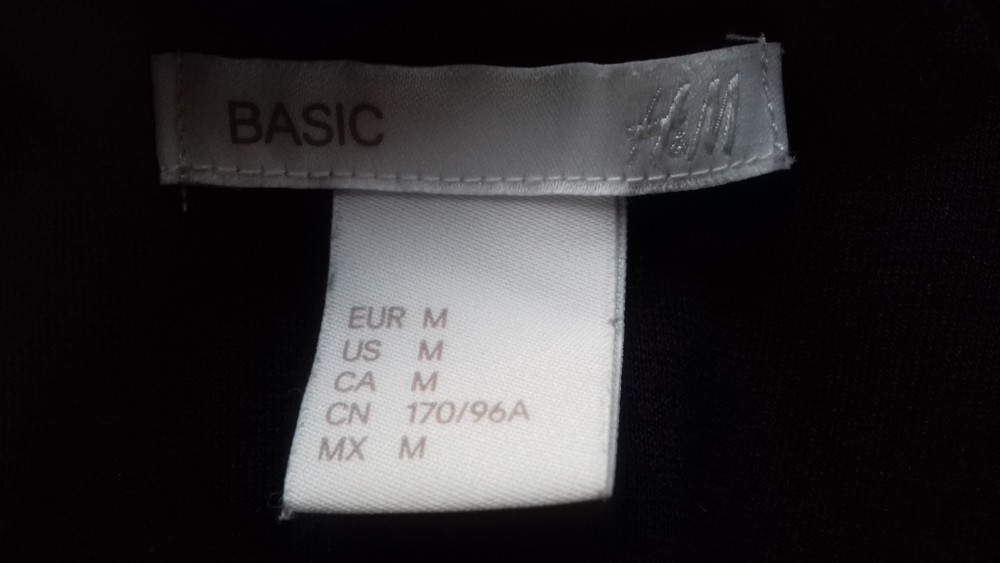 BASIC H&M
EUR M
US M
CA M
CN 170/96A
MX M